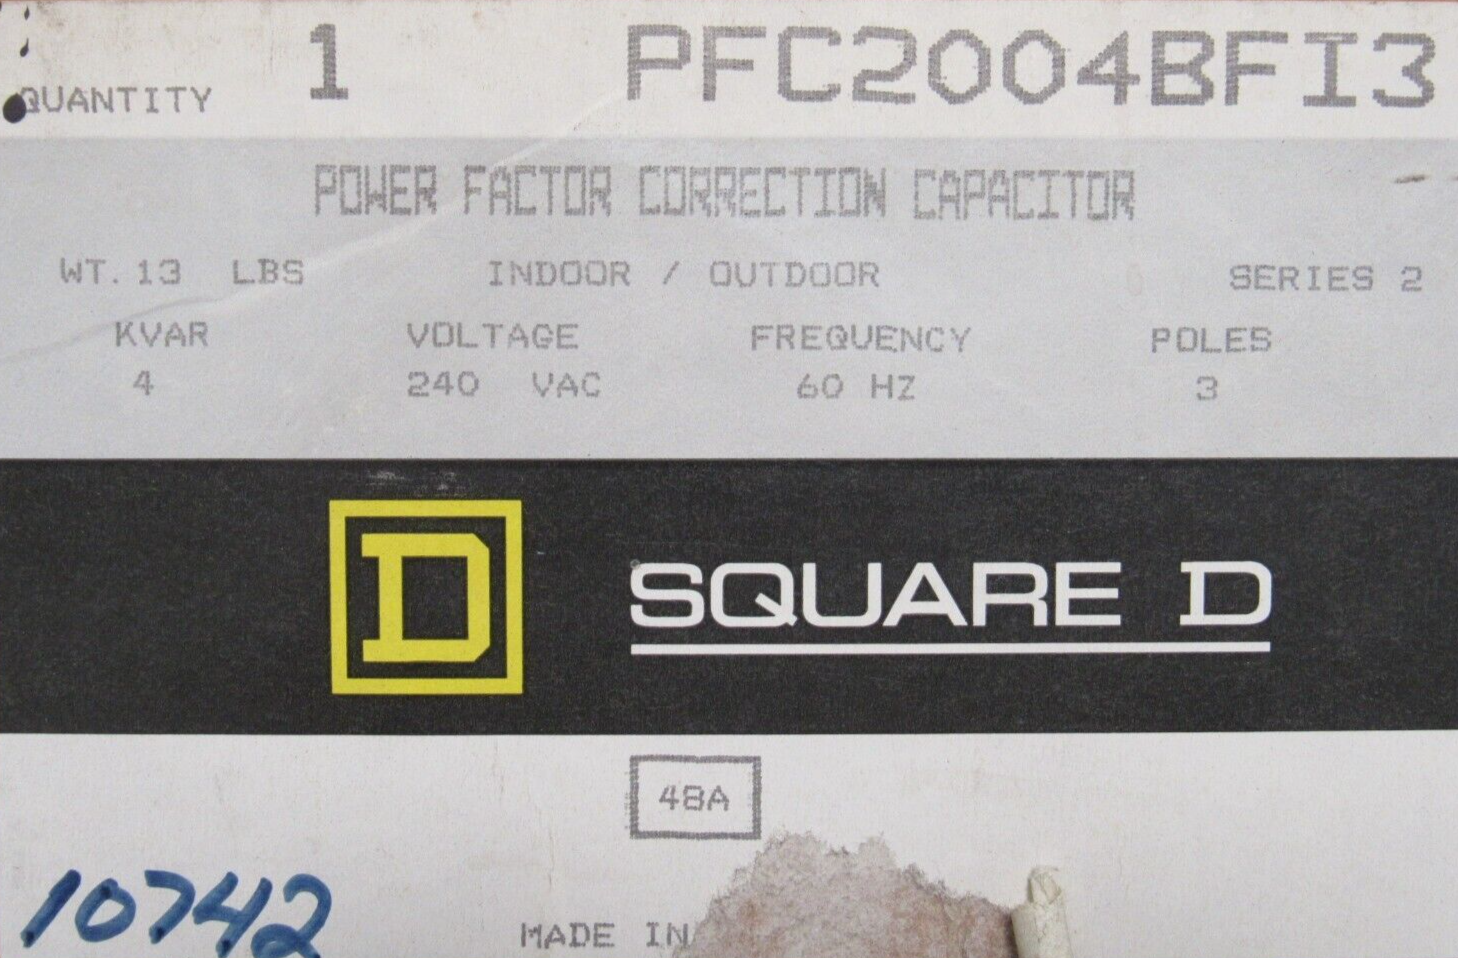 QUANTITY 1 PFC2004BFI3
POWER FACTOR CORRECTION CAPACITOR
WT. 13 LBS INDOOR / OUTDOOR SERIES 2
KVAR VOLTAGE FREQUENCY POLES
4 240 VAC 60 HZ 3
D SQUARE D
48A
10742
MADE IN